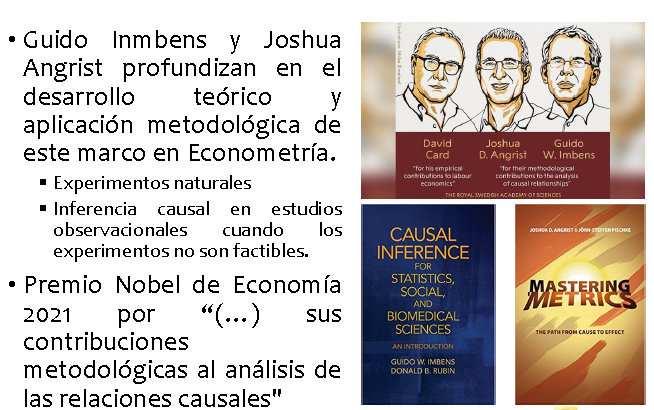 • Guido Inmbens y Joshua
Angrist profundizan en el
desarrollo teórico y
aplicación metodológica de
este marco en Econometría.
▪ Experimentos naturales
▪ Inferencia causal en estudios
observacionales cuando los
experimentos no son factibles.
• Premio Nobel de Economía
2021 por “(…) sus
contribuciones
metodológicas al análisis de
las relaciones causales"
David
Card
"for his empirical
contributions to labour
economics"
Joshua
D. Angrist
Guido
W. Imbens
"for their methodological
contributions to the analysis
of causal relationships"
THE ROYAL SWEDISH ACADEMY OF SCIENCES
CAUSAL
INFERENCE
FOR
STATISTICS,
SOCIAL,
AND
BIOMEDICAL
SCIENCES
AN INTRODUCTION
GUIDO W. IMBENS
DONALD B. RUBIN
JOSHUA D. ANGRIST & JÖRN-STEFFEN PISCHKE
MASTERING
'METRICS
THE PATH FROM CAUSE TO EFFECT